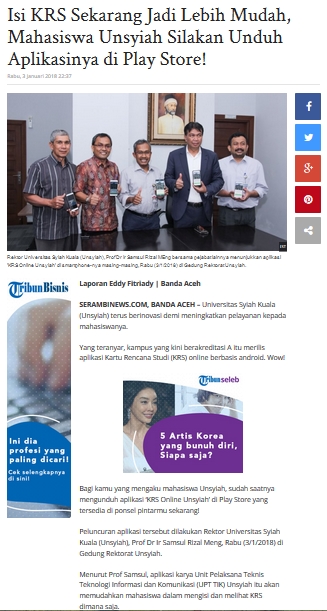 Isi KRS Sekarang Jadi Lebih Mudah,
Mahasiswa Unsyiah Silakan Unduh
Aplikasinya di Play Store!
Rabu, 3 Januari 2018 22:37
Rektor Universitas Syiah Kuala (Unsyiah), Prof Dr Ir Samsul Rizal MEng bersama pejabat lainnya menunjukkan aplikasi
'KRS Online Unsyiah' di smartphone-nya masing-masing, Rabu (3/1/2018) di Gedung Rektorat Unsyiah.
Tribun Bisnis
Ini dia
profesi yang
paling dicari!
Cek selengkapnya
di sini!
Laporan Eddy Fitriady | Banda Aceh
SERAMBINEWS.COM, BANDA ACEH – Universitas Syiah Kuala
(Unsyiah) terus berinovasi demi meningkatkan pelayanan kepada
mahasiswanya.
Yang teranyar, kampus yang kini berakreditasi A itu merilis
aplikasi Kartu Rencana Studi (KRS) online berbasis android. Wow!
Tribun seleb
5 Artis Korea
yang bunuh diri,
Siapa saja?
Bagi kamu yang mengaku mahasiswa Unsyiah, sudah saatnya
mengunduh aplikasi 'KRS Online Unsyiah' di Play Store yang
tersedia di ponsel pintarmu sekarang!
Peluncuran aplikasi tersebut dilakukan Rektor Universitas Syiah
Kuala (Unsyiah), Prof Dr Ir Samsul Rizal Meng, Rabu (3/1/2018) di
Gedung Rektorat Unsyiah.
Menurut Prof Samsul, aplikasi karya Unit Pelaksana Teknis
Teknologi Informasi dan Komunikasi (UPT TIK) Unsyiah itu akan
memudahkan mahasiswa dalam mengisi dan melihat KRS
dimana saja.